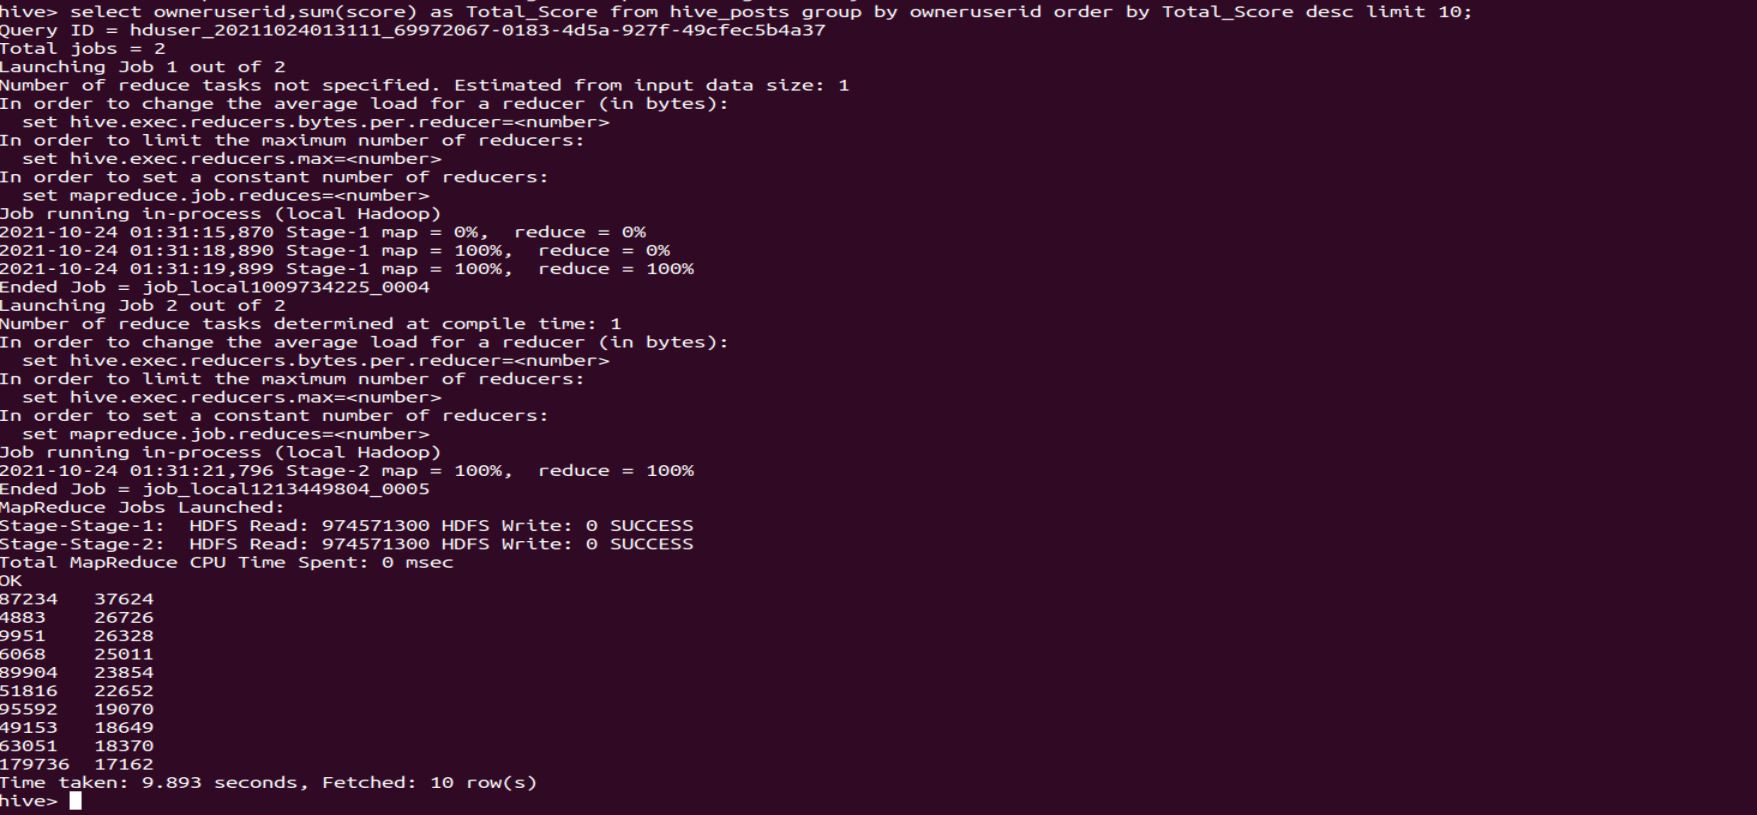 hive> select owneruserid,sum(score) as Total_Score from hive_posts group by owneruserid order by Total_Score desc limit 10;
Query ID = hduser_20211024013111_69972067-0183-4d5a-927f-49cfec5b4a37
Total jobs = 2
Launching Job 1 out of 2
Number of reduce tasks not specified. Estimated from input data size: 1
In order to change the average load for a reducer (in bytes):
  set hive.exec.reducers.bytes.per.reducer=<number>
In order to limit the maximum number of reducers:
  set hive.exec.reducers.max=<number>
In order to set a constant number of reducers:
  set mapreduce.job.reduces=<number>
Job running in-process (local Hadoop)
2021-10-24 01:31:15,870 Stage-1 map = 0%,  reduce = 0%
2021-10-24 01:31:18,890 Stage-1 map = 100%,  reduce = 0%
2021-10-24 01:31:19,899 Stage-1 map = 100%,  reduce = 100%
Ended Job = job_local1009734225_0004
Launching Job 2 out of 2
Number of reduce tasks determined at compile time: 1
In order to change the average load for a reducer (in bytes):
  set hive.exec.reducers.bytes.per.reducer=<number>
In order to limit the maximum number of reducers:
  set hive.exec.reducers.max=<number>
In order to set a constant number of reducers:
  set mapreduce.job.reduces=<number>
Job running in-process (local Hadoop)
2021-10-24 01:31:21,796 Stage-2 map = 100%,  reduce = 100%
Ended Job = job_local1213449804_0005
MapReduce Jobs Launched:
Stage-Stage-1:  HDFS Read: 974571300 HDFS Write: 0 SUCCESS
Stage-Stage-2:  HDFS Read: 974571300 HDFS Write: 0 SUCCESS
Total MapReduce CPU Time Spent: 0 msec
OK
87234   37624
4883    26726
9951    26328
6068    25011
89904   23854
51816   22652
95592   19070
49153   18649
63051   18370
179736  17162
Time taken: 9.893 seconds, Fetched: 10 row(s)
hive>